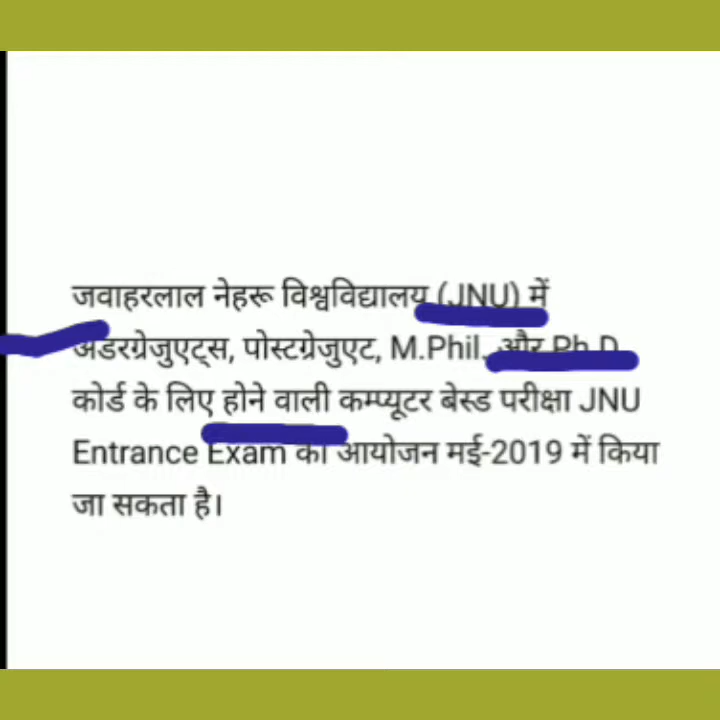 जवाहरलाल नेहरू विश्वविद्यालय (JNU) में
अंडरग्रेजुएट्स, पोस्टग्रेजुएट, M.Phil. और Ph.D
कोर्ड के लिए होने वाली कम्प्यूटर बेस्ड परीक्षा JNU
Entrance Exam का आयोजन मई-2019 में किया
जा सकता है।